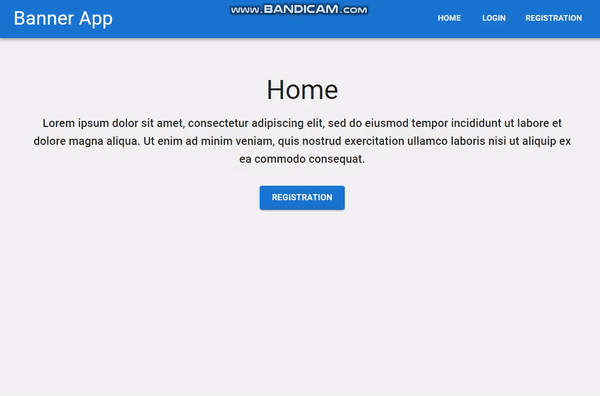 Banner App
www.BANDICAM.com
HOME
LOGIN
REGISTRATION
Home
Lorem ipsum dolor sit amet, consectetur adipiscing elit, sed do eiusmod tempor incididunt ut labore et
dolore magna aliqua. Ut enim ad minim veniam, quis nostrud exercitation ullamco laboris nisi ut aliquip ex
ea commodo consequat.
REGISTRATION